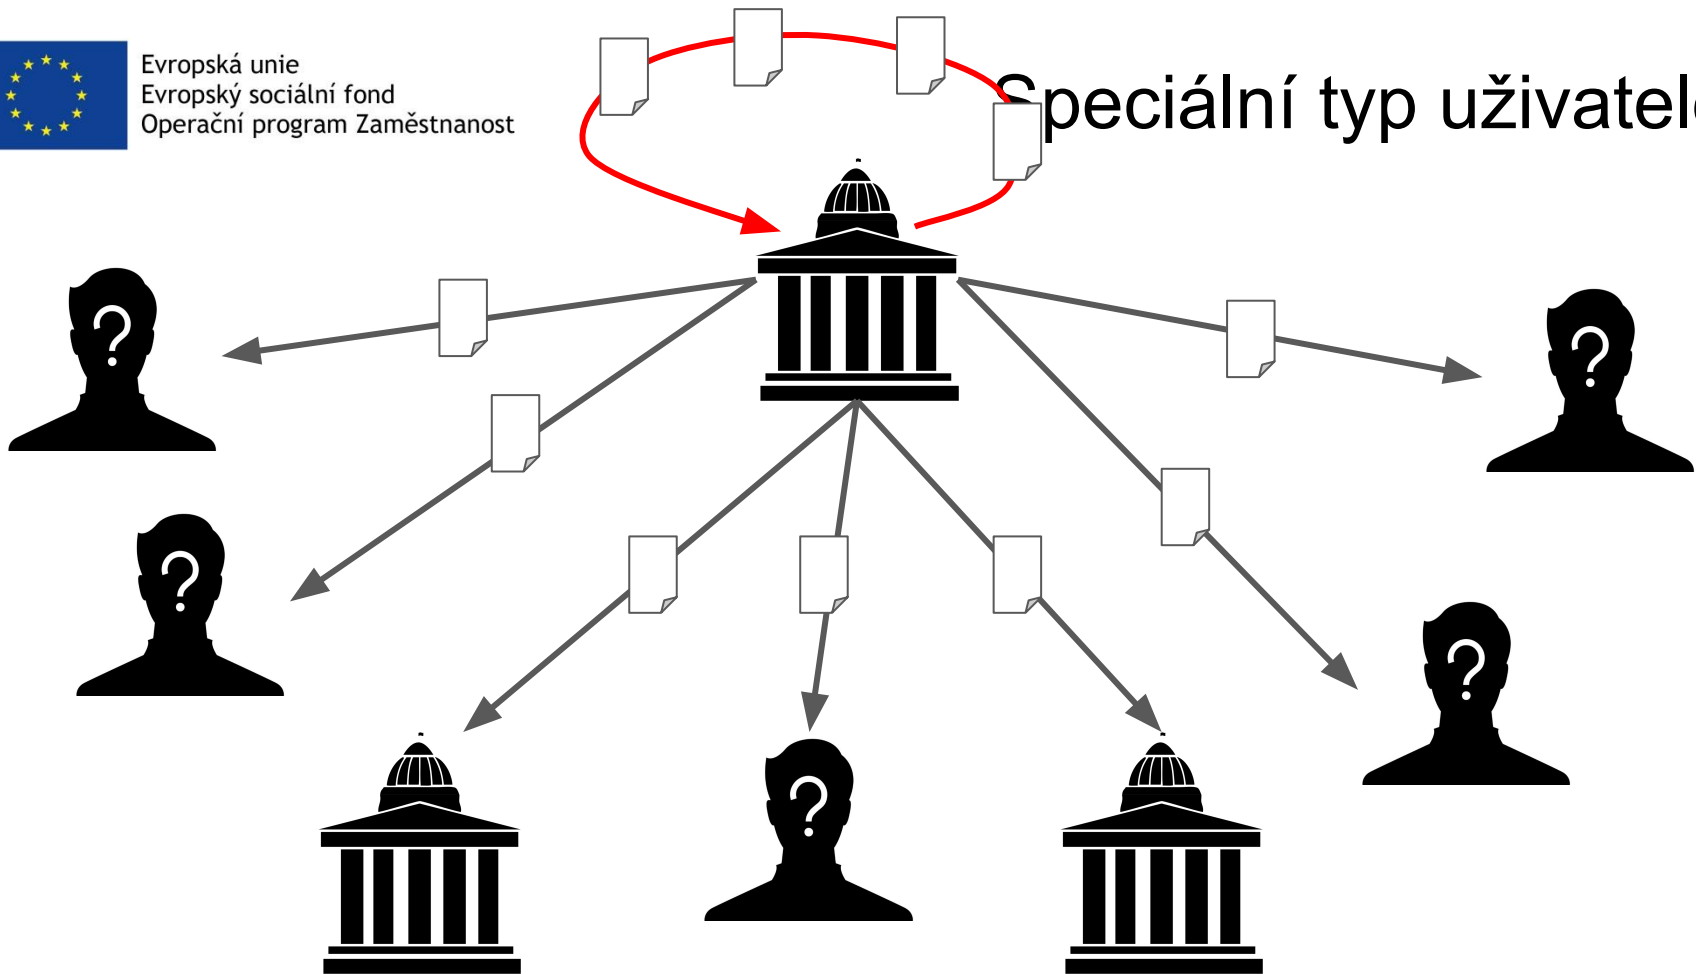 Evropská unie
Evropský sociální fond
Operační program Zaměstnanost
Speciální typ uživatel
?
?
?
?
?